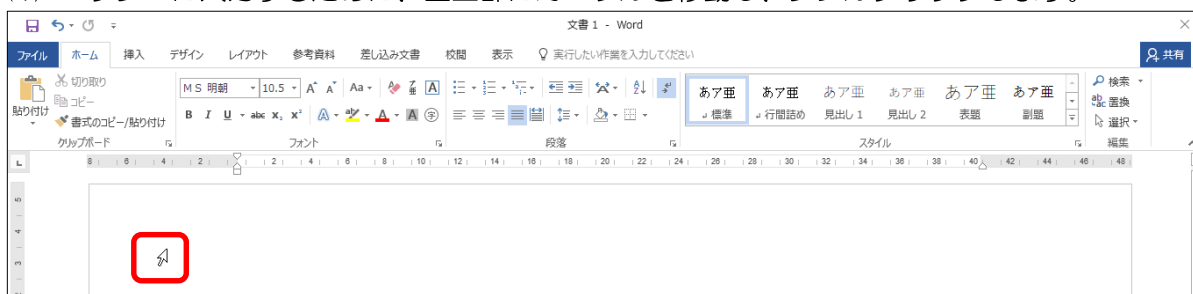 文書 1 - Word
ファイル ホーム 挿入 デザイン レイアウト 参考資料 差し込み文書 校閲 表示 実行したい作業を入力してください 共有
貼り付け
切り取り
コピー
書式のコピー/貼り付け
クリップボード
MS 明朝 10.5
フォント
段落
あア亜 あア亜 あア亜 あア亜 あア亜 あア亜
標準 行間詰め 見出し 1 見出し 2 表題 副題
スタイル
検索
置換
選択
編集
8 6 4 2 2 4 6 8 10 12 14 16 18 20 22 24 26 28 30 32 34 36 38 40 42 44 46 48
5
4
3